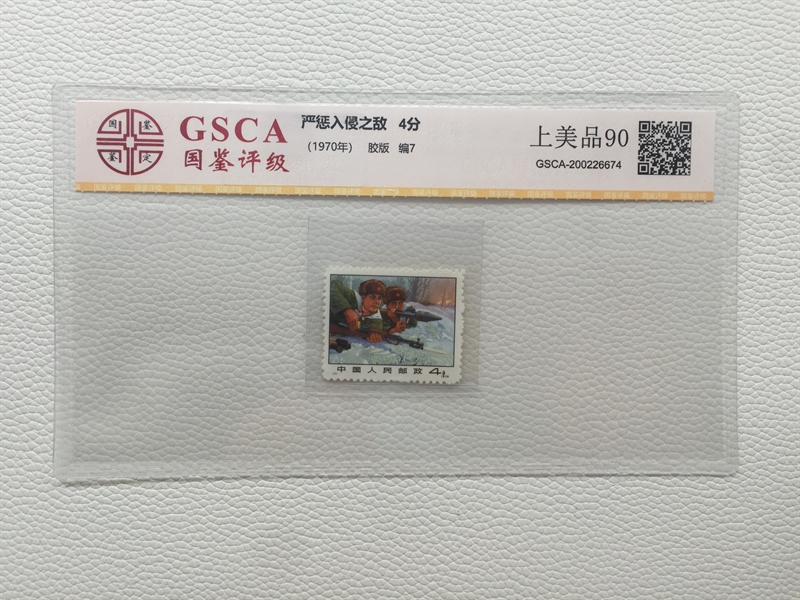 国 鉴
鉴 定
GSCA
国鉴评级
严惩入侵之敌 4分
(1970年) 胶版 编7
上美品90
GSCA-200226674
中国人民邮政 4分